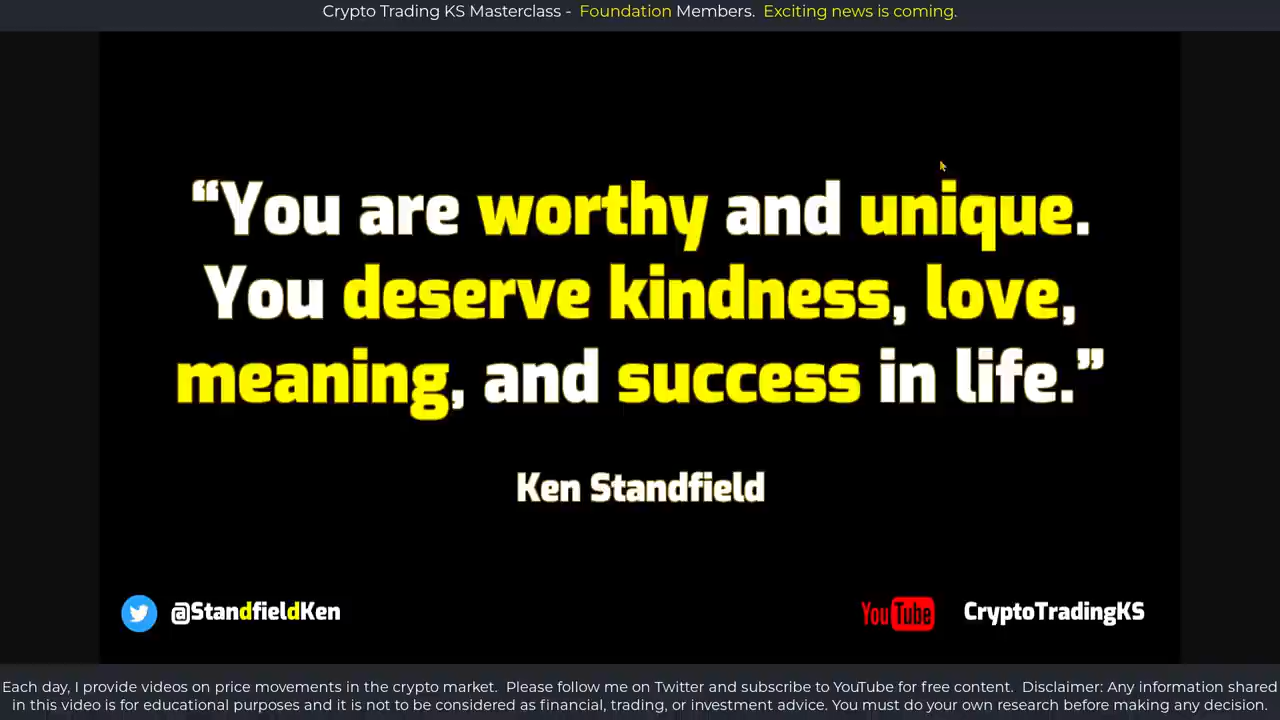 Crypto Trading KS Masterclass - Foundation Members. Exciting news is coming.
“You are worthy and unique.
You deserve kindness, love,
meaning, and success in life.”
Ken Standfield
@StandfieldKen
YouTube CryptoTradingKS
Each day, I provide videos on price movements in the crypto market. Please follow me on Twitter and subscribe to YouTube for free content. Disclaimer: Any information shared
in this video is for educational purposes and it is not to be considered as financial, trading, or investment advice. You must do your own research before making any decision.